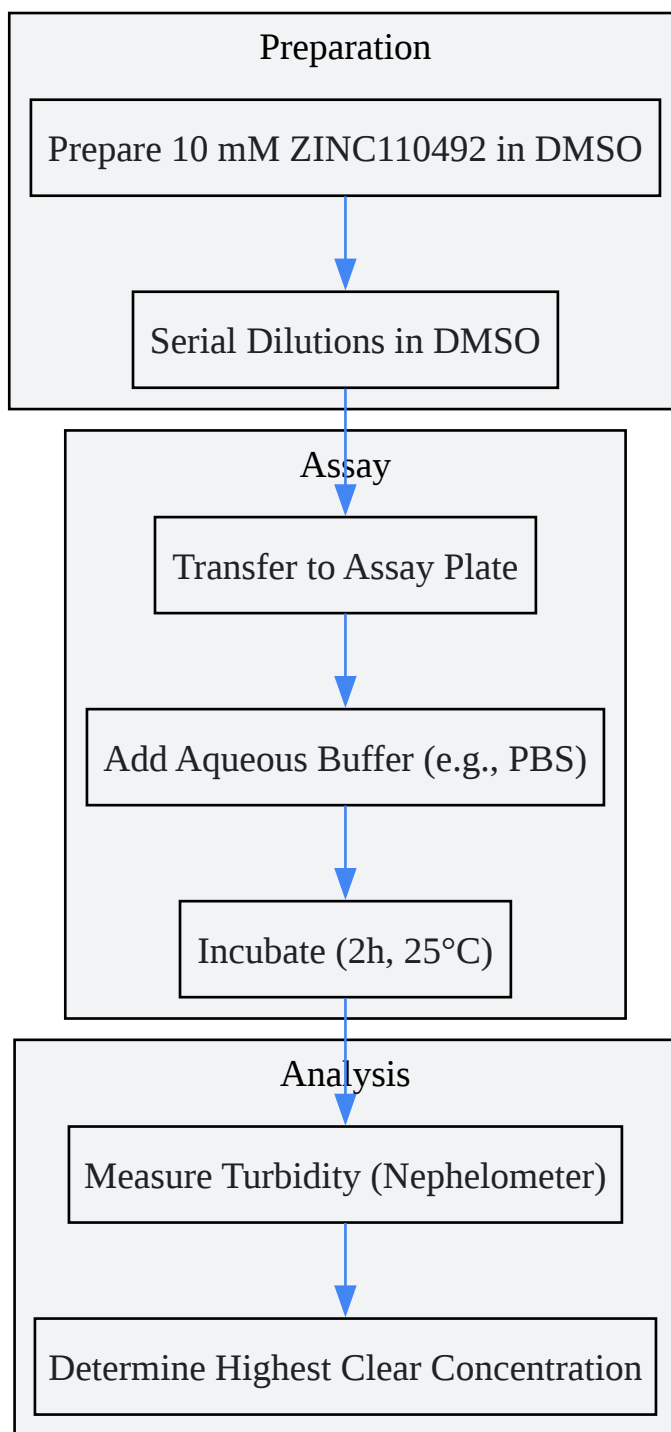 Preparation
Prepare 10 mM ZINC110492 in DMSO
Serial Dilutions in DMSO
Assay
Transfer to Assay Plate
Add Aqueous Buffer (e.g., PBS)
Incubate (2h, 25°C)
Analysis
Measure Turbidity (Nephelometer)
Determine Highest Clear Concentration